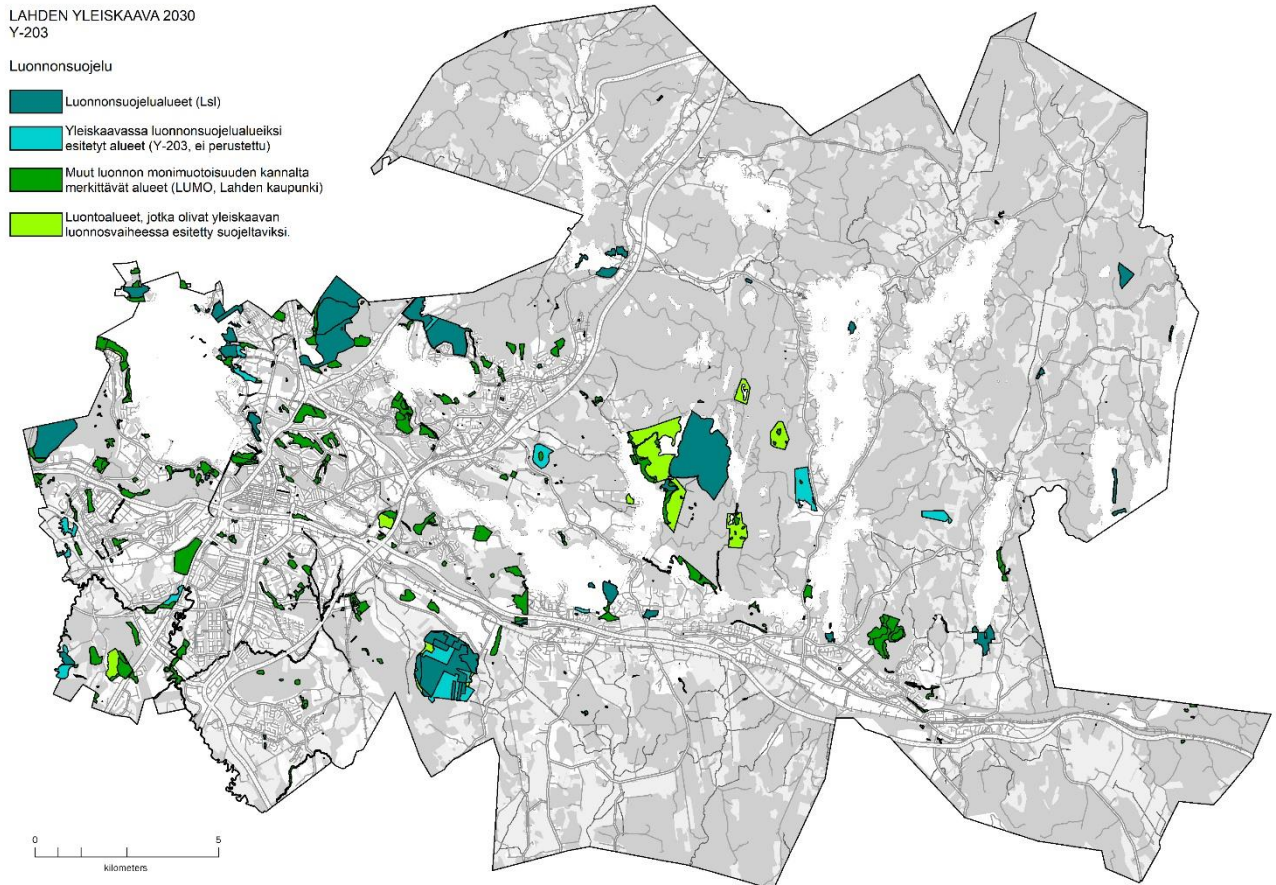 LAHDEN YLEISKAAVA 2030
Y-203
Luonnonsuojelu
Luonnonsuojelualueet (Lsl)
Yleiskaavassa luonnonsuojelualueiksi
esitetyt alueet (Y-203, ei perustettu)
Muut luonnon monimuotoisuuden kannalta
merkittävät alueet (LUMO, Lahden kaupunki)
Luontoalueet, jotka olivat yleiskaavan
luonnosvaiheessa esitetty suojeltaviksi.
0 5
kilometers